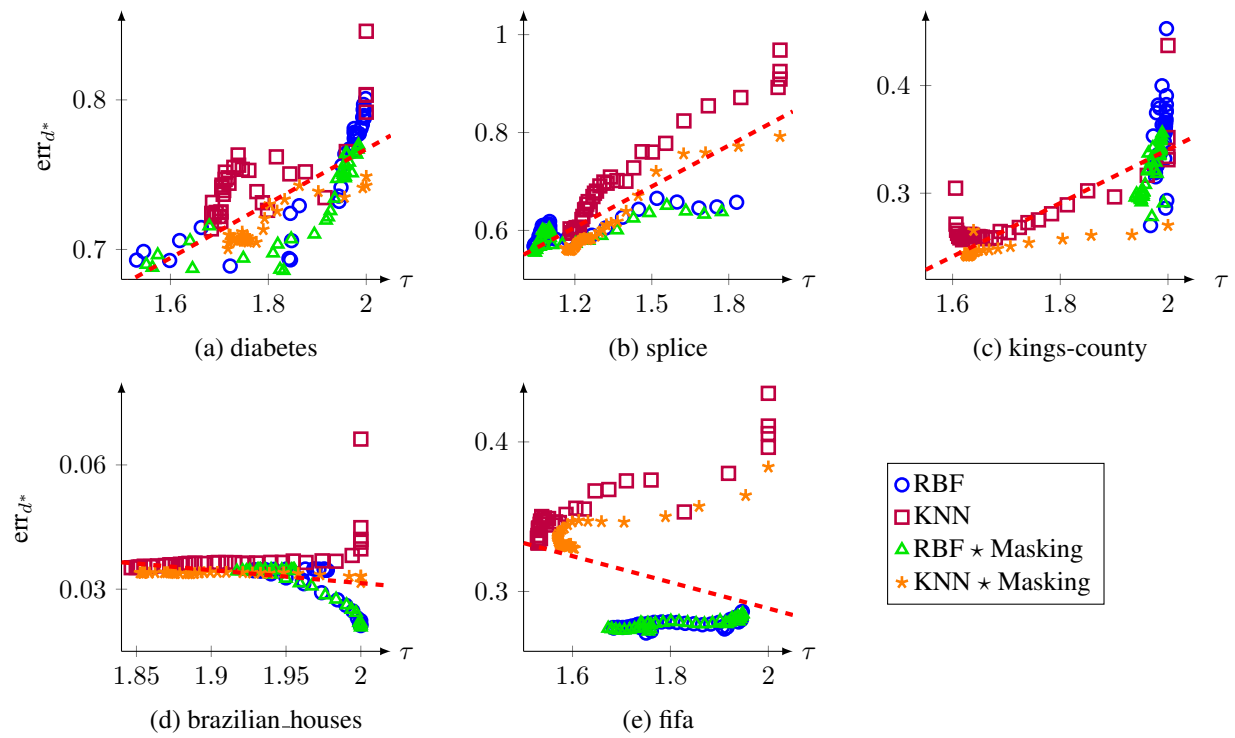 0.8
0.7
err_{d*}
1.6
1.8
2
τ
(a) diabetes
1
0.8
0.6
1.2
1.5
1.8
τ
(b) splice
0.4
0.3
1.6
1.8
2
τ
(c) kings-county
0.06
0.03
err_{d*}
1.85
1.9
1.95
2
τ
(d) brazilian_houses
0.4
0.3
1.6
1.8
2
τ
(e) fifa
RBF
KNN
RBF ⋆ Masking
KNN ⋆ Masking